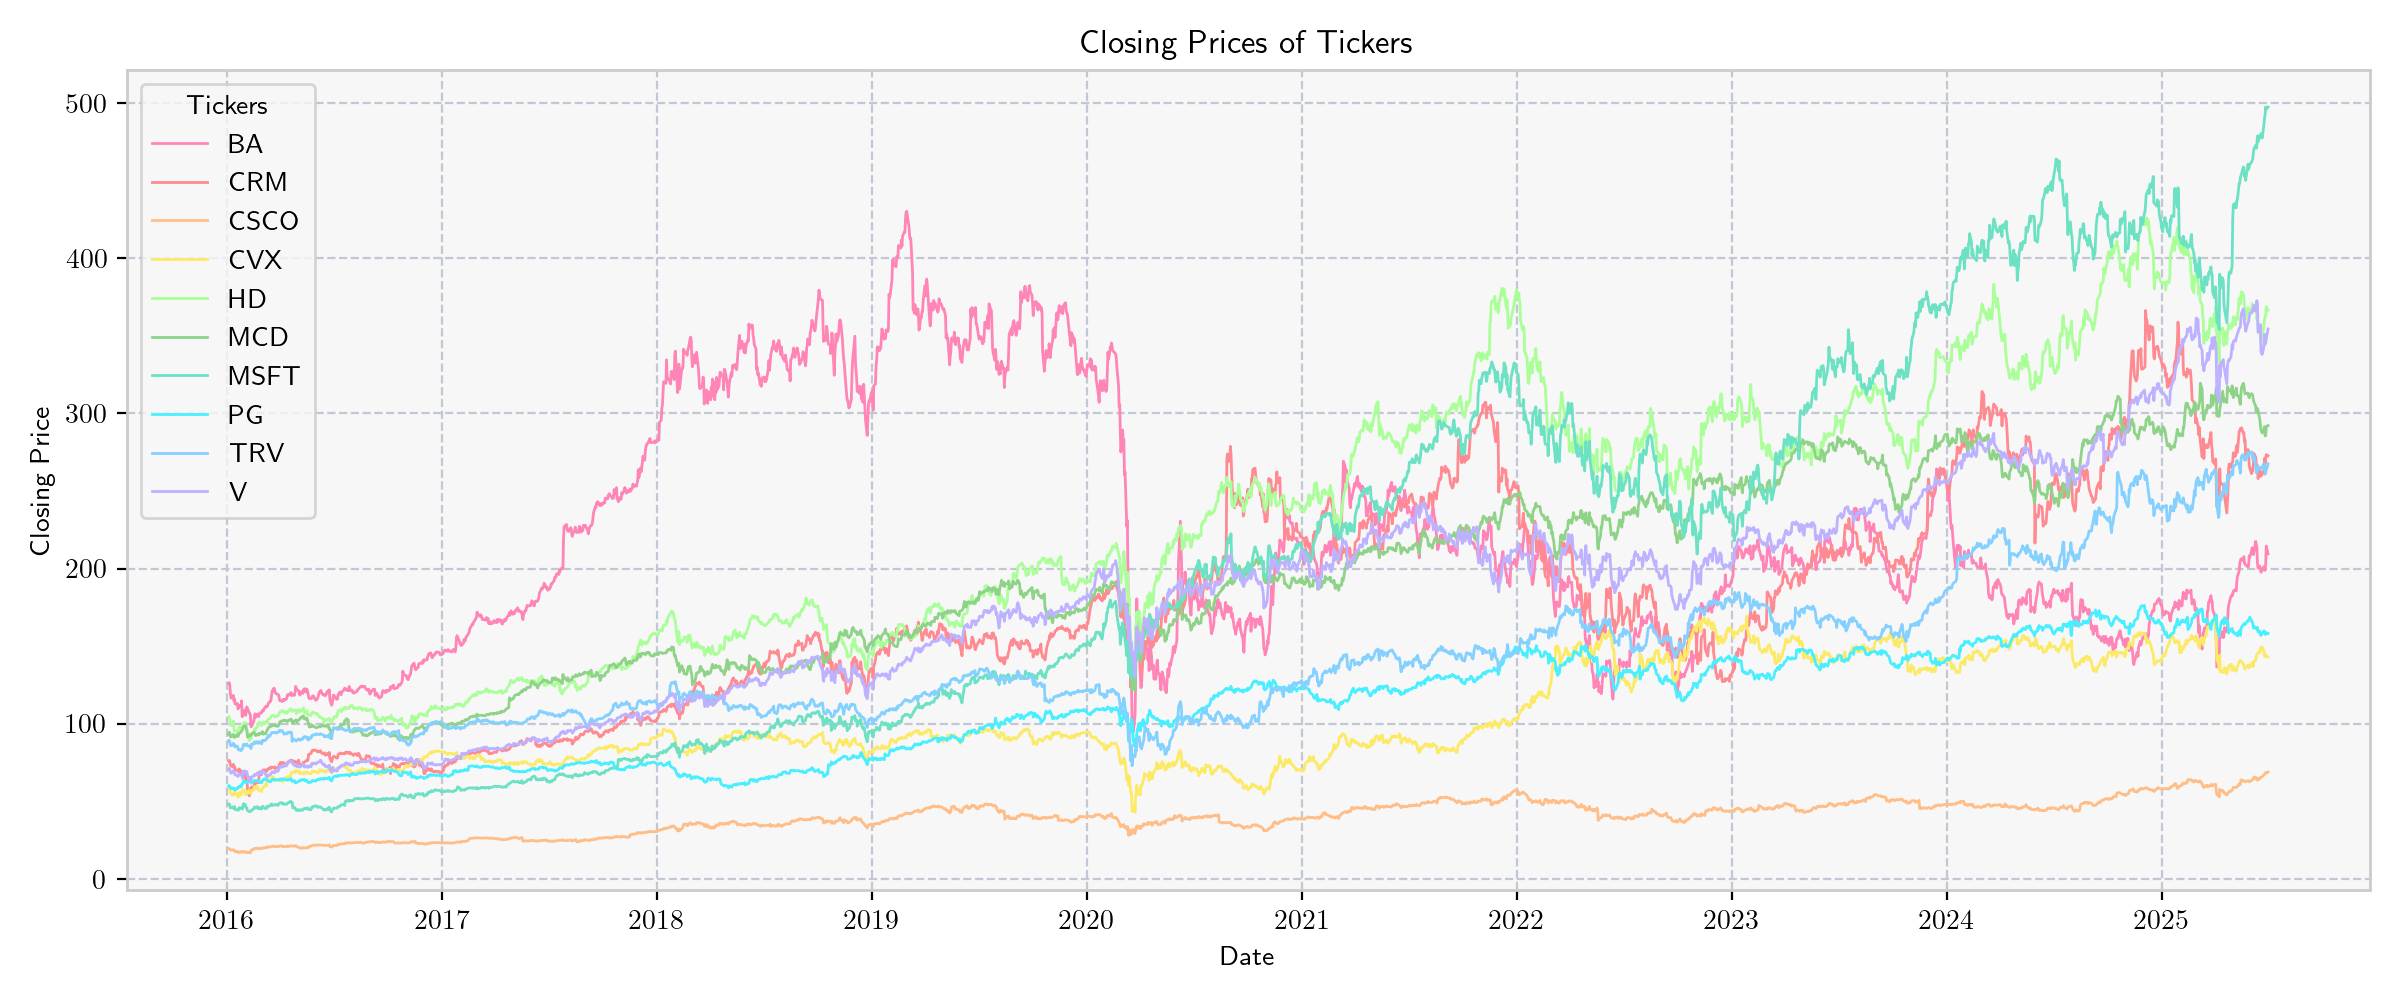 Closing Prices of Tickers
Closing Price
500
400
300
200
100
0
Tickers
BA
CRM
CSCO
CVX
HD
MCD
MSFT
PG
TRV
V
2016 2017 2018 2019 2020 2021 2022 2023 2024 2025
Date